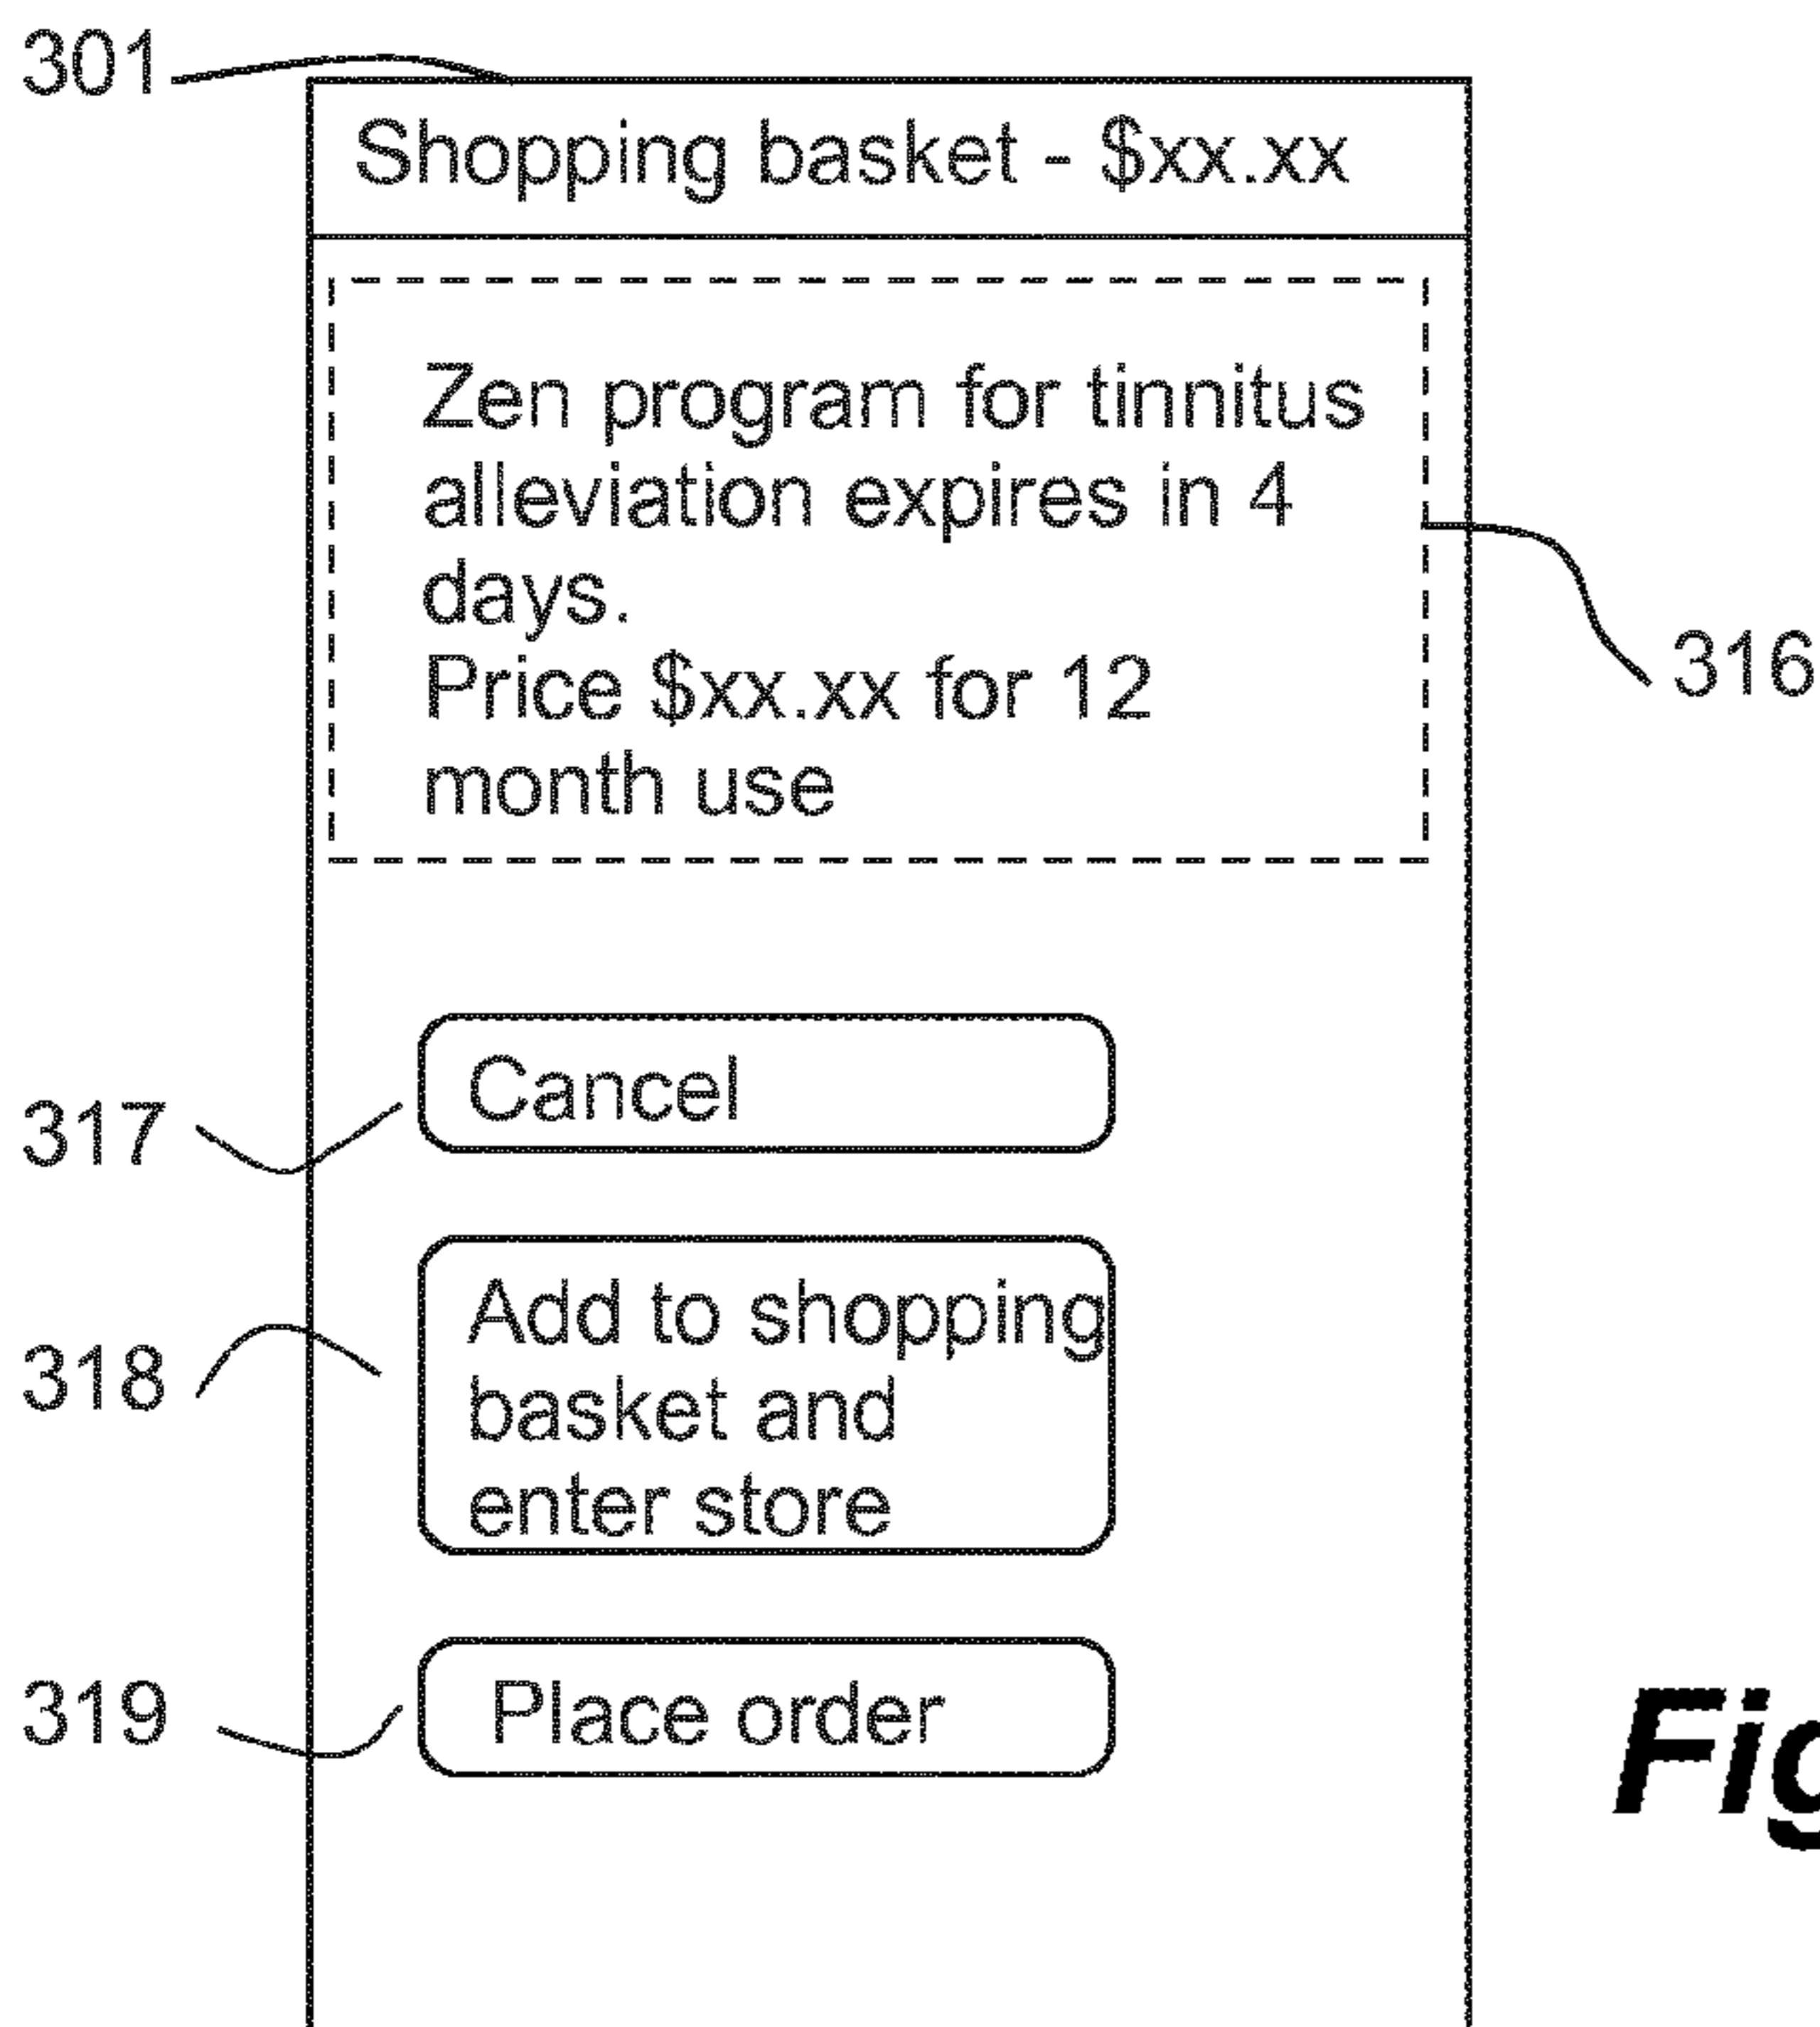 301
Shopping basket - $xx.xx
Zen program for tinnitus
alleviation expires in 4
days.
Price $xx.xx for 12
month use
316
Cancel
317
Add to shopping
basket and
enter store
318
Place order
319